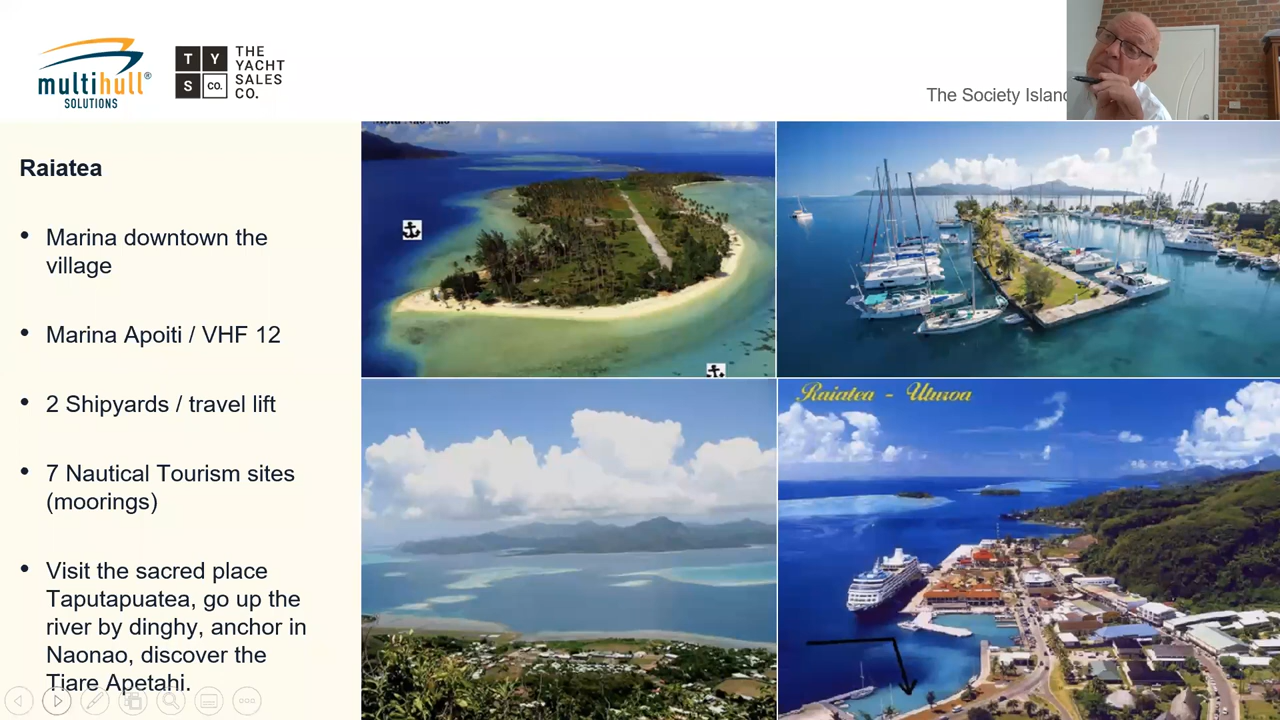 multihull®
SOLUTIONS
T Y
S CO.
THE
YACHT
SALES
CO.
The Society
Raiatea
• Marina downtown the
village
• Marina Apoiti / VHF 12
• 2 Shipyards / travel lift
• 7 Nautical Tourism sites
(moorings)
• Visit the sacred place
Taputapuatea, go up the
river by dinghy, anchor in
Naonao, discover the
Tiare Apetahi.
Raiatea - Uturoa